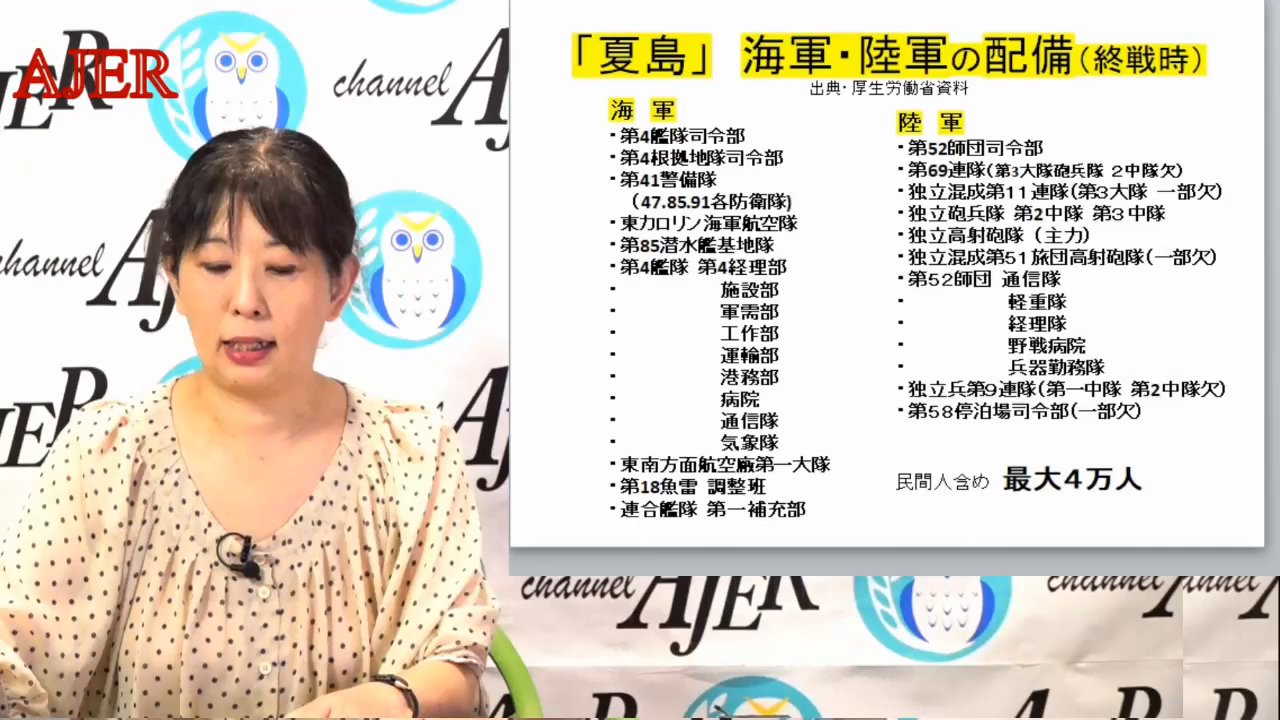 AJER
channel AJER
channel AJER
「夏島」 海軍・陸軍の配備(終戦時)
出典・厚生労働省資料
海 軍
・第4艦隊司令部
・第4根拠地隊司令部
・第41警備隊
(47.85.91各防衛隊)
・東カロリン海軍航空隊
・第85潜水艦基地隊
・第4艦隊 第4経理部
・ 施設部
・ 軍需部
・ 工作部
・ 運輸部
・ 港務部
・ 病院
・ 通信隊
・ 気象隊
・東南方面航空廠第一大隊
・第18魚雷 調整班
・連合艦隊 第一補充部
陸 軍
・第52師団司令部
・第69連隊(第3大隊砲兵隊 2中隊欠)
・独立混成第11連隊(第3大隊 一部欠)
・独立砲兵隊 第2中隊 第3中隊
・独立高射砲隊(主力)
・独立混成第51旅団高射砲隊(一部欠)
・第52師団 通信隊
・ 軽重隊
・ 経理隊
・ 野戦病院
・ 兵器勤務隊
・独立兵第9連隊(第一中隊 第2中隊欠)
・第58停泊場司令部(一部欠)
民間人含め 最大4万人
channel AJER
channel